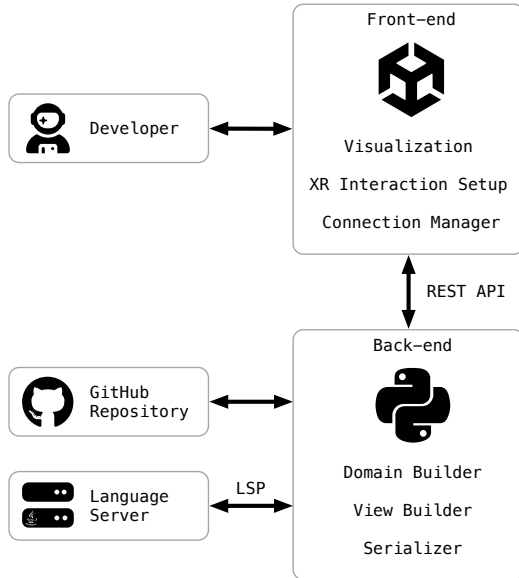 Front-end
Developer
Visualization
XR Interaction Setup
Connection Manager
REST API
Back-end
GitHub
Repository
Domain Builder
LSP
Language
Server
View Builder
Serializer